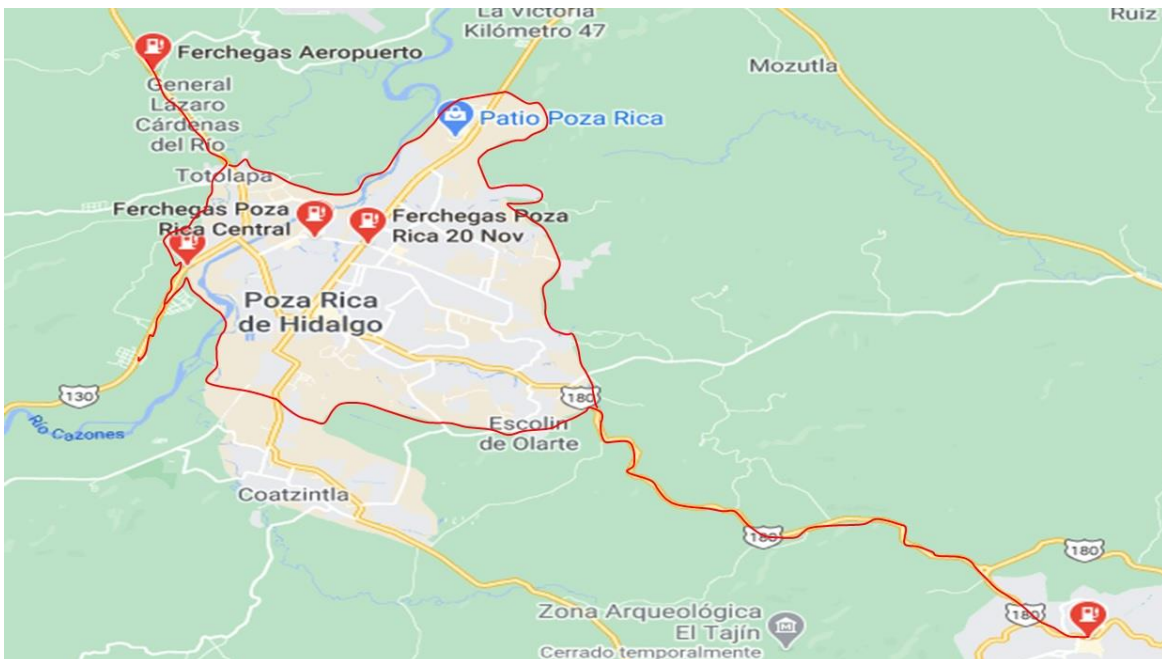 La Victoria
Kilómetro 47
Ruiz
Ferchegas Aeropuerto
Mozutla
General
Lázaro
Cárdenas
del Río
Patio Poza Rica
Totolapa
Ferchegas Poza
Rica Central
Ferchegas Poza
Rica 20 Nov
Poza Rica
de Hidalgo
130
180
Río Cazones
Escolin
de Olarte
Coatzintla
180
180
Zona Arqueológica
El Tajín
Cerrado temporalmente
180